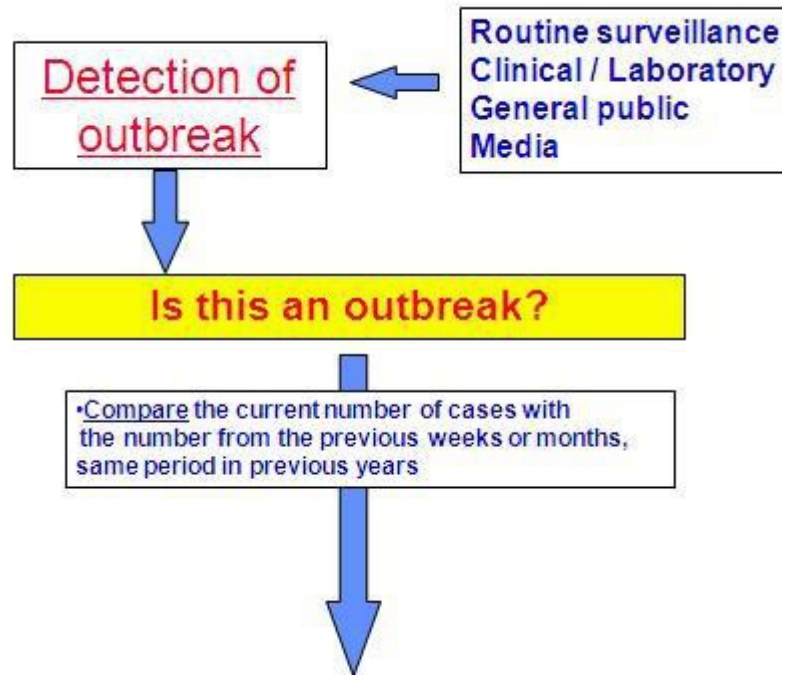 Detection of
outbreak
Routine surveillance
Clinical / Laboratory
General public
Media
Is this an outbreak?
•Compare the current number of cases with
the number from the previous weeks or months,
same period in previous years